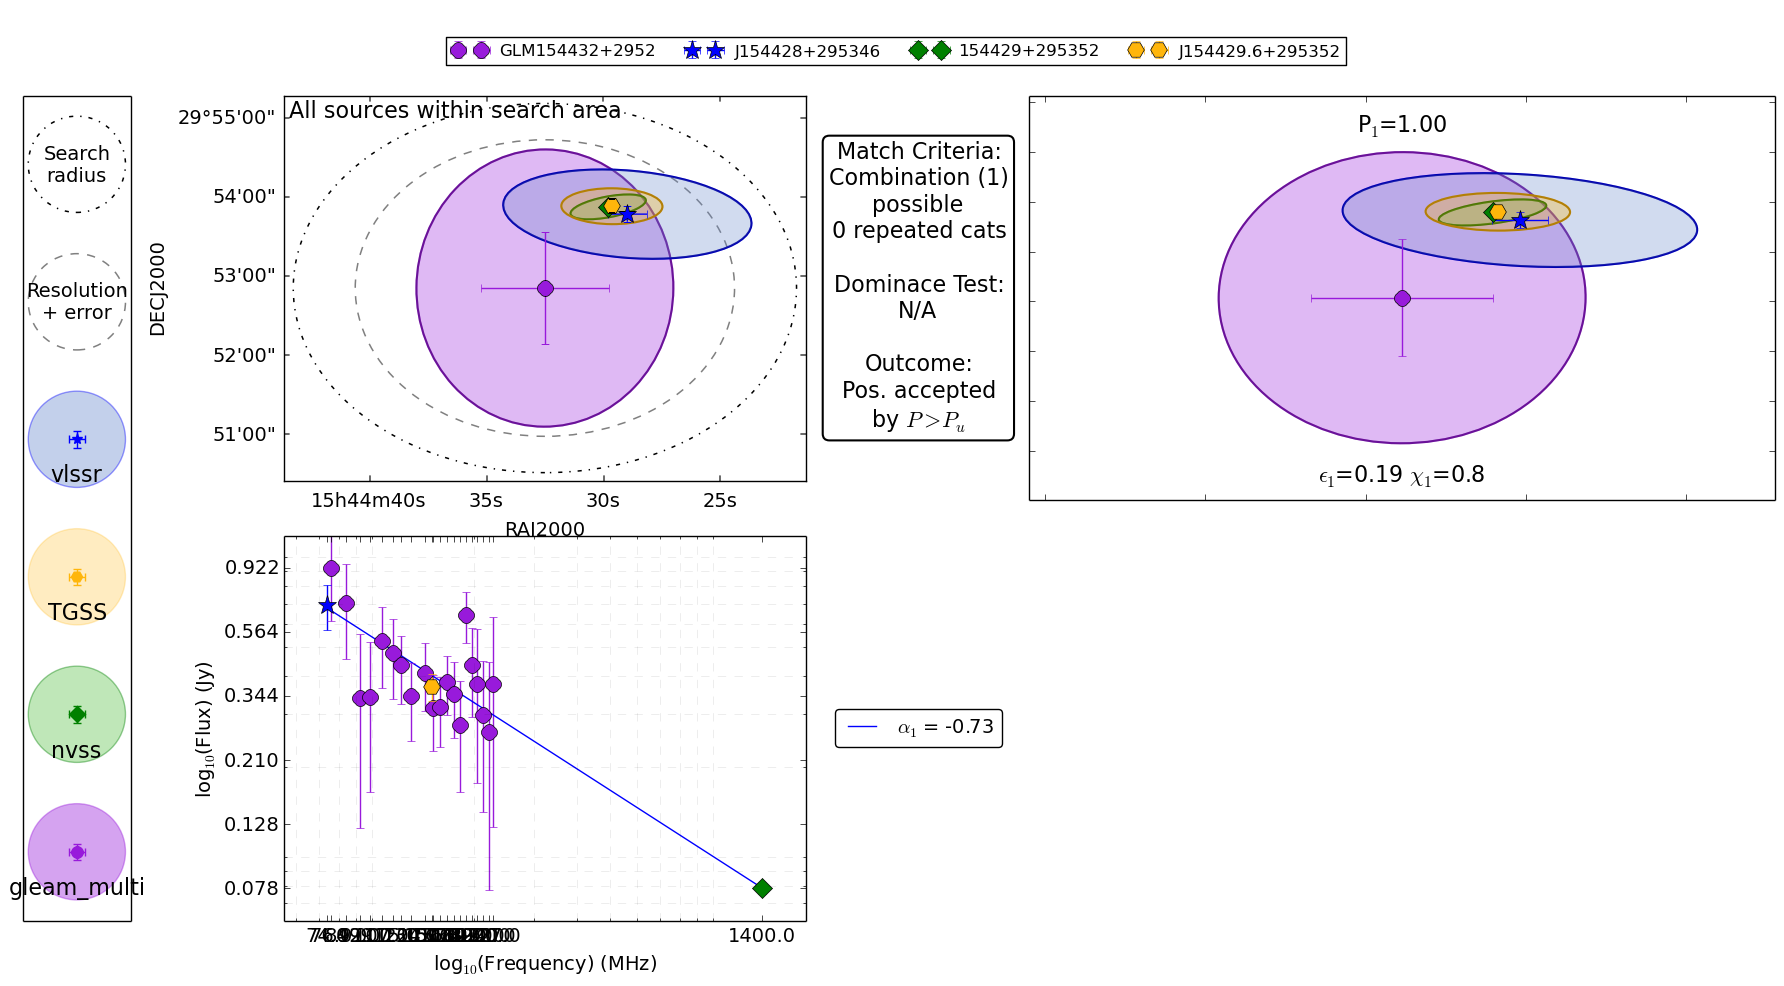 GLM154432+2952 J154428+295346 154429+295352 J154429.6+295352
Search
radius
Resolution
+ error
vlssr
TGSS
nvss
gleam_multi
All sources within search area
DECJ2000
29°55'00"
54'00"
53'00"
52'00"
51'00"
15h44m40s 35s 30s 25s
RAJ2000
Match Criteria:
Combination (1)
possible
0 repeated cats
Dominace Test:
N/A
Outcome:
Pos. accepted
by P>Pᵤ
P₁=1.00
ϵ₁=0.19 χ₁=0.8
log₁₀(Flux) (Jy)
0.922
0.564
0.344
0.210
0.128
0.078
1400.0
log₁₀(Frequency) (MHz)
α₁ = -0.73